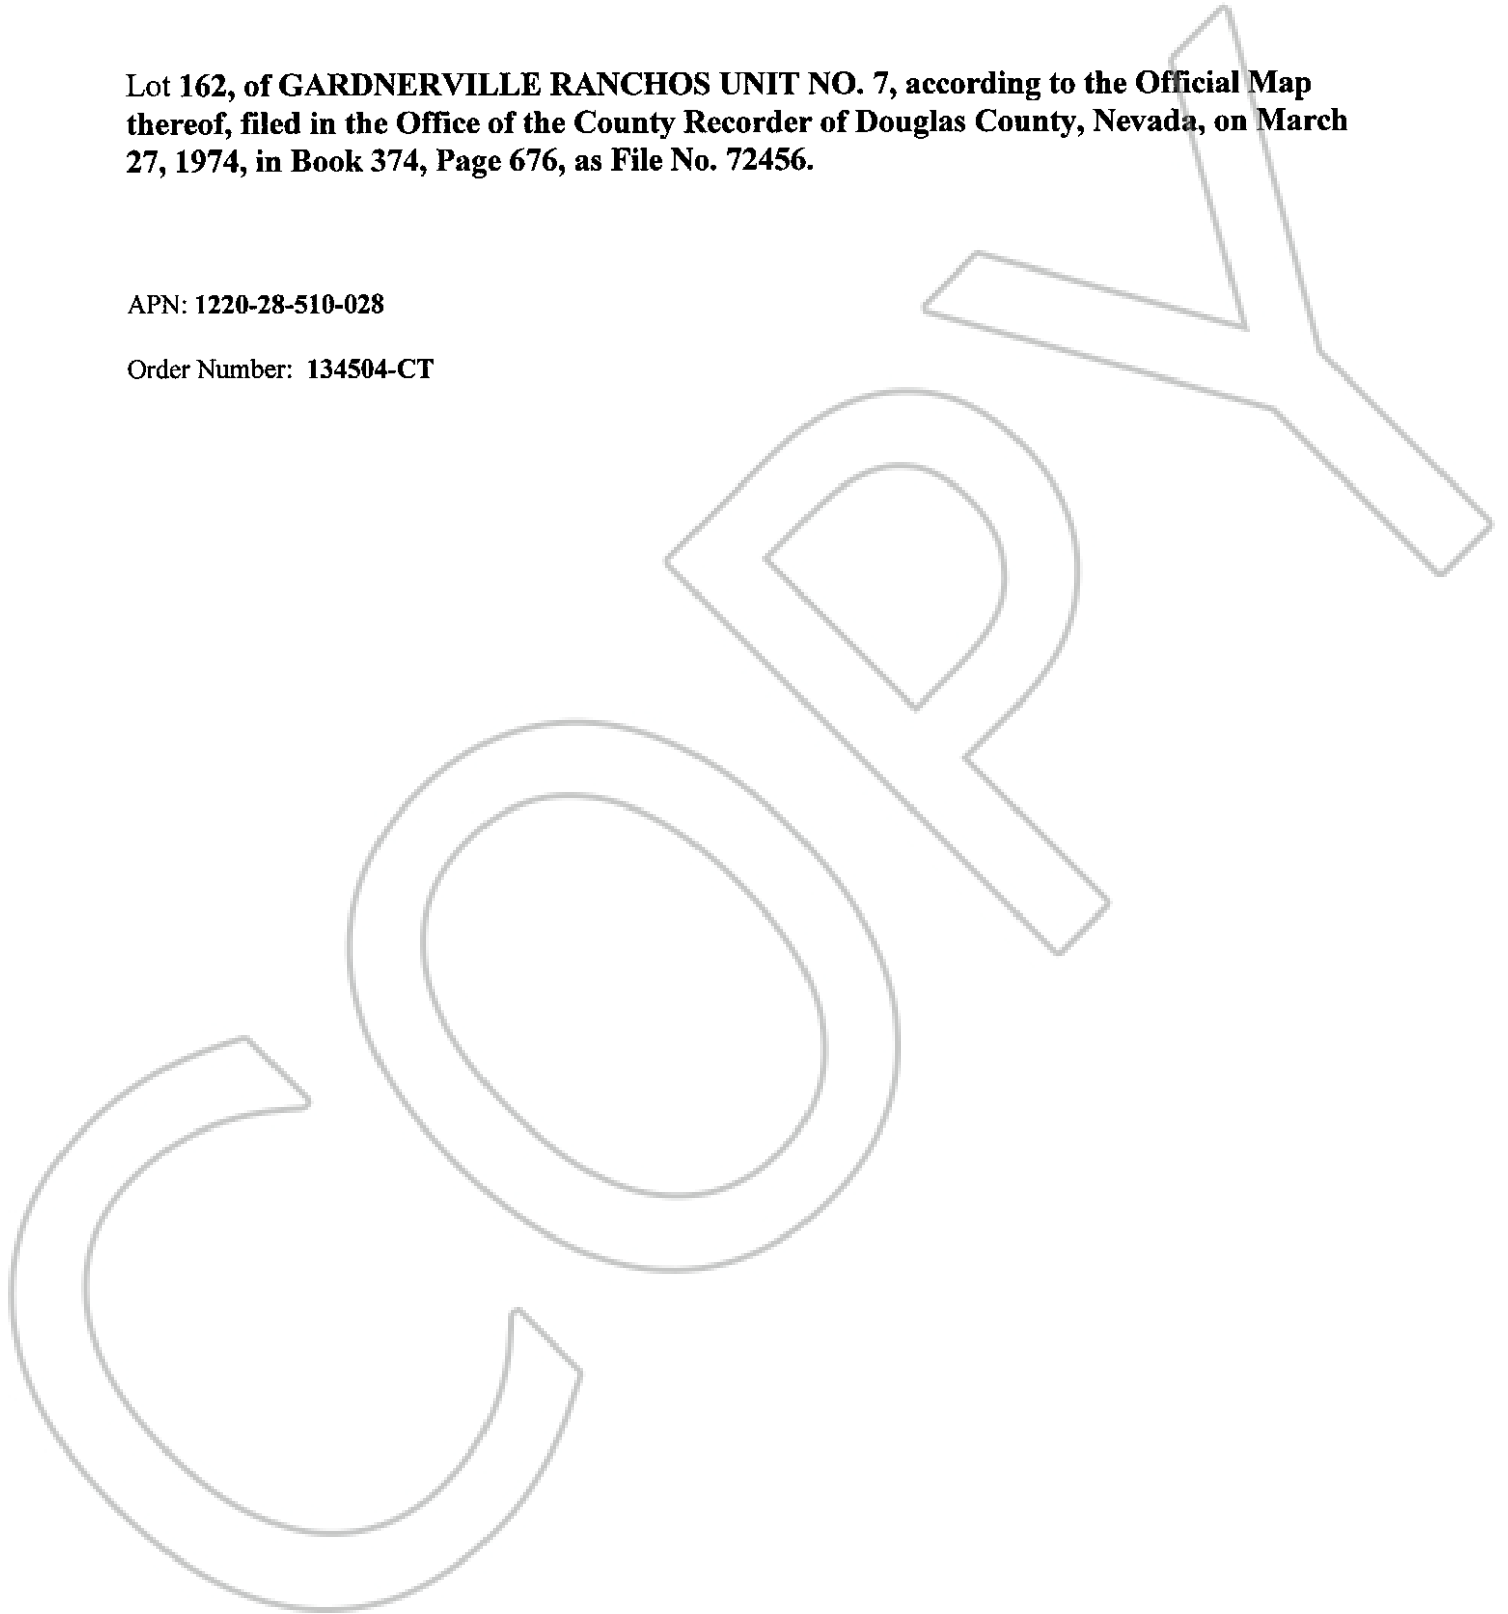 Lot 162, of GARDNERVILLE RANCHOS UNIT NO. 7, according to the Official Map
thereof, filed in the Office of the County Recorder of Douglas County, Nevada, on March
27, 1974, in Book 374, Page 676, as File No. 72456.
APN: 1220-28-510-028
Order Number: 134504-CT
COPY